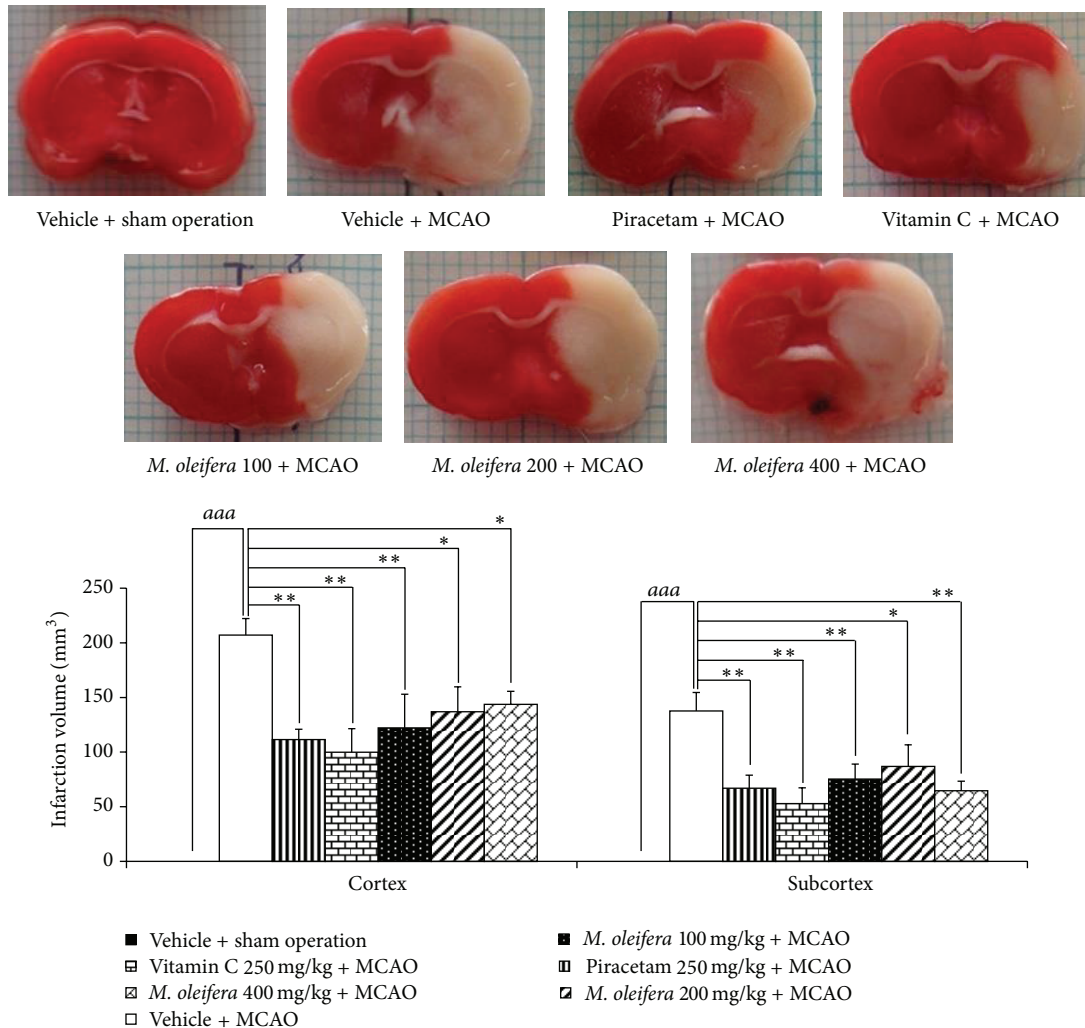 Vehicle + sham operation
Vehicle + MCAO
Piracetam + MCAO
Vitamin C + MCAO
M. oleifera 100 + MCAO
M. oleifera 200 + MCAO
M. oleifera 400 + MCAO
aaa
*
*
**
**
**
aaa
**
*
**
**
**
Infarction volume (mm³)
250
200
150
100
50
0
Cortex
Subcortex
Vehicle + sham operation
Vitamin C 250 mg/kg + MCAO
M. oleifera 400 mg/kg + MCAO
Vehicle + MCAO
M. oleifera 100 mg/kg + MCAO
Piracetam 250 mg/kg + MCAO
M. oleifera 200 mg/kg + MCAO